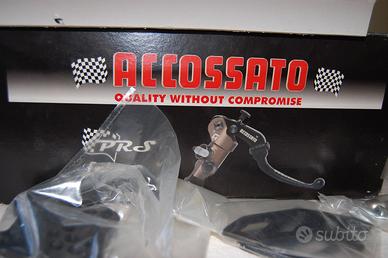 ACCOSSATO
QUALITY WITHOUT COMPROMISE
PRS
subito